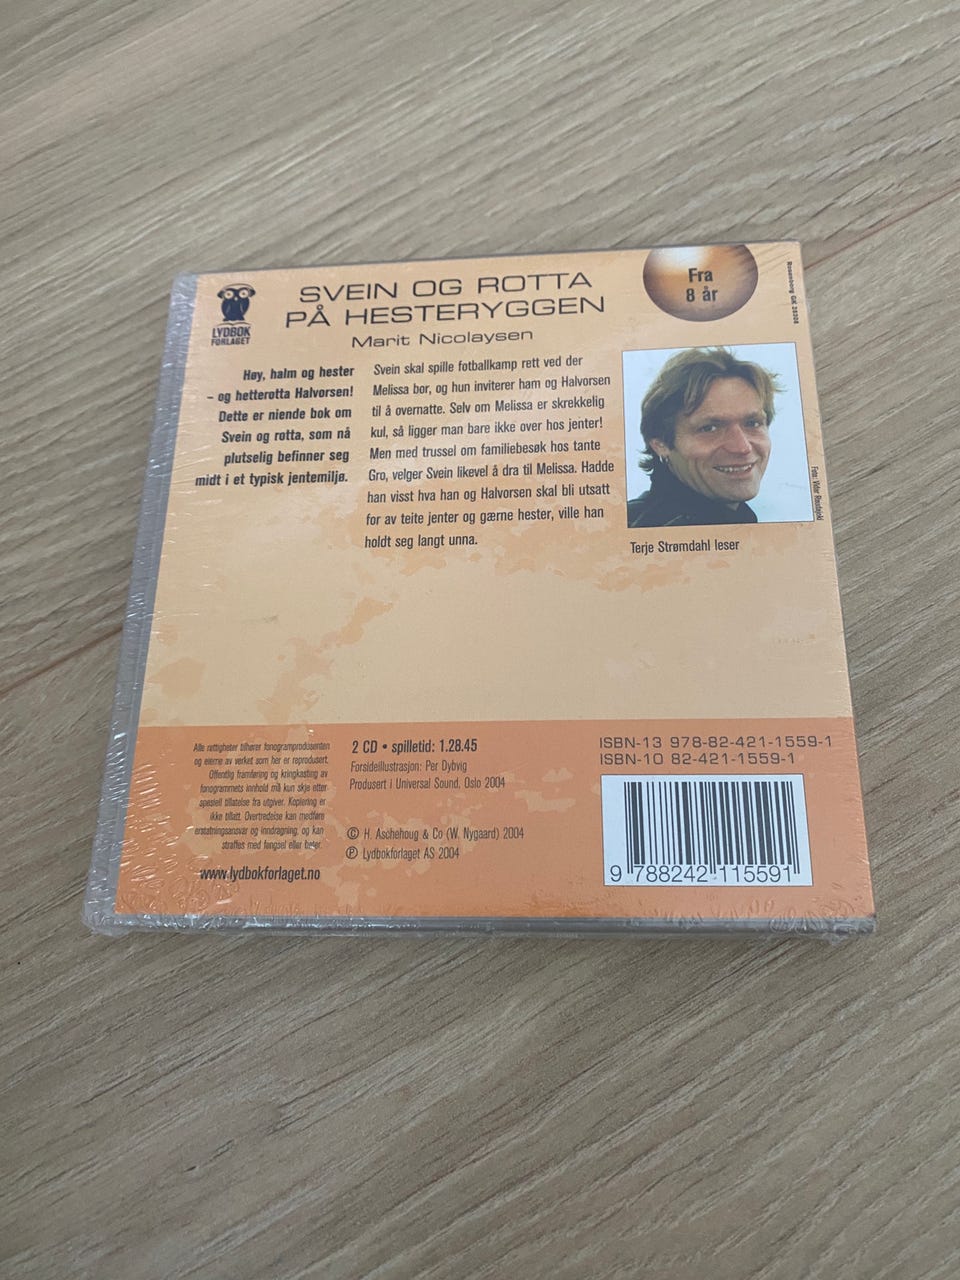 LYDBOK
FORLAGET
SVEIN OG ROTTA
PÅ HESTERYGGEN
Marit Nicolaysen
Fra
8 år
Rosenborg GK 28208
Høy, halm og hester
– og hetterotta Halvorsen!
Dette er niende bok om
Svein og rotta, som nå
plutselig befinner seg
midt i et typisk jentemiljø.
Svein skal spille fotballkamp rett ved der
Melissa bor, og hun inviterer ham og Halvorsen
til å overnatte. Selv om Melissa er skrekkelig
kul, så ligger man bare ikke over hos jenter!
Men med trussel om familiebesøk hos tante
Gro, velger Svein likevel å dra til Melissa. Hadde
han visst hva han og Halvorsen skal bli utsatt
for av teite jenter og gærne hester, ville han
holdt seg langt unna.
Foto: Vidar
Terje Strømdahl leser
Alle rettigheter tilhører fonogramprodusenten
og eierne av verket som her er reprodusert.
Offentlig framføring og kringkasting av
fonogrammets innhold må kun skje etter
spesiell tillatelse fra utgiver. Kopiering er
ikke tillatt. Overtredelse kan medføre
erstatningsansvar og inndragning, og kan
straffes med fengsel eller bøter.
www.lydbokforlaget.no
2 CD • spilletid: 1.28.45
Forsideillustrasjon: Per Dybvig
Produsert i Universal Sound, Oslo 2004
© H. Aschehoug & Co (W. Nygaard) 2004
℗ Lydbokforlaget AS 2004
ISBN-13 978-82-421-1559-1
ISBN-10 82-421-1559-1
9 788242 115591